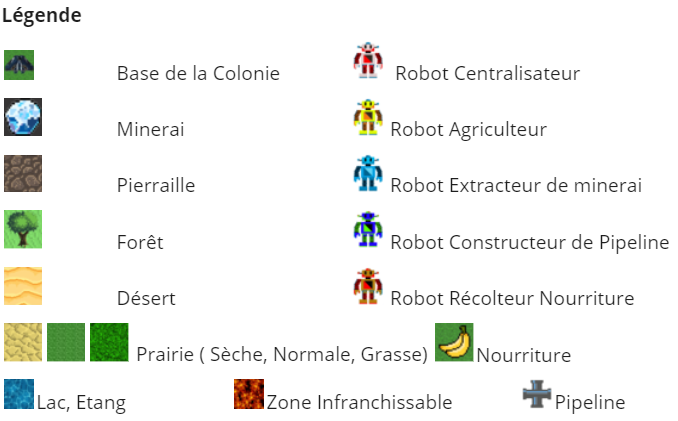 Légende
Base de la Colonie Robot Centralisateur
Minerai Robot Agriculteur
Pierraille Robot Extracteur de minerai
Forêt Robot Constructeur de Pipeline
Désert Robot Récolteur Nourriture
Prairie ( Sèche, Normale, Grasse) Nourriture
Lac, Etang Zone Infranchissable Pipeline